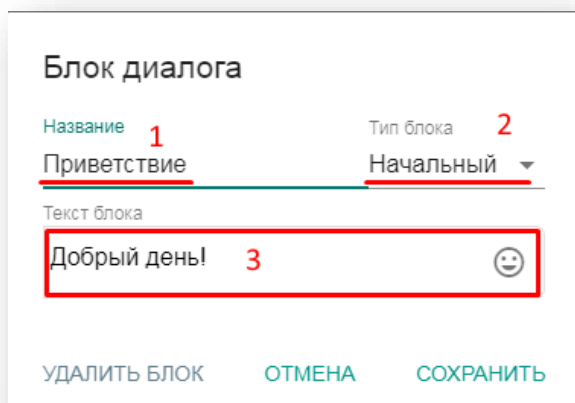 Блок диалога
Название 1 Тип блока 2
Приветствие Начальный
Текст блока
Добрый день! 3
УДАЛИТЬ БЛОК ОТМЕНА СОХРАНИТЬ